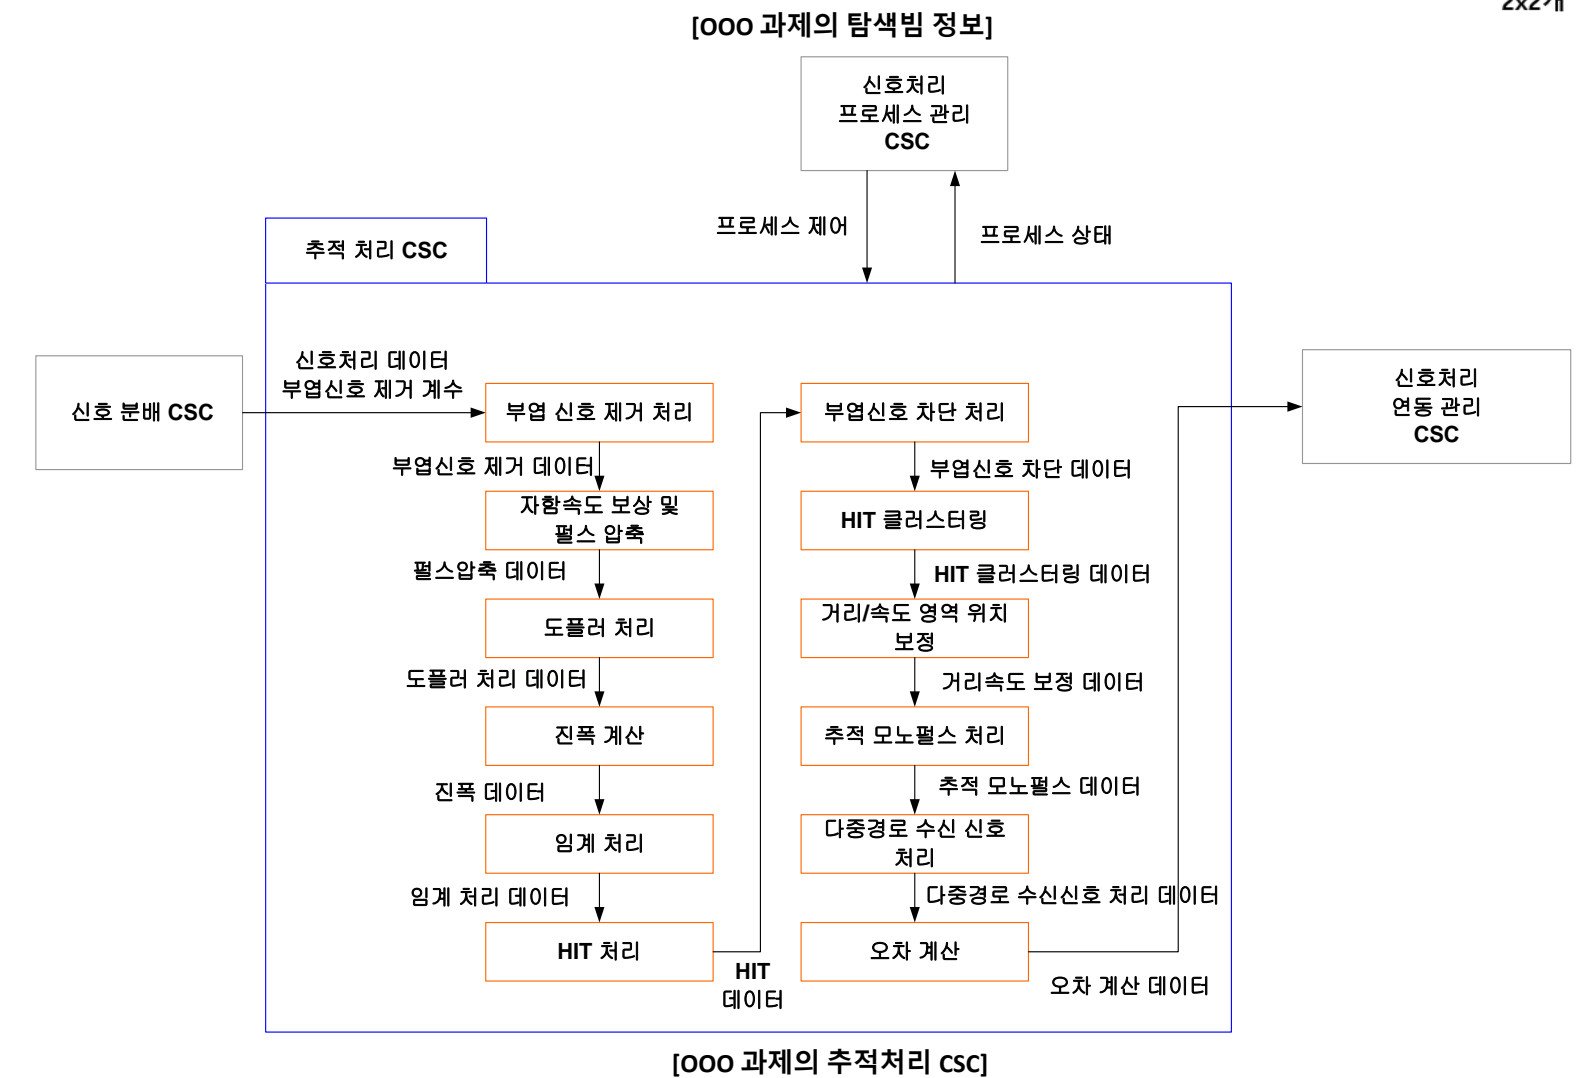 2x2개
[OOO 과제의 탐색빔 정보]
신호처리
프로세스 관리
CSC
프로세스 제어
프로세스 상태
추적 처리 CSC
신호 분배 CSC
신호처리 데이터
부엽신호 제거 계수
부엽 신호 제거 처리
부엽신호 제거 데이터
자함속도 보상 및
펄스 압축
펄스압축 데이터
도플러 처리
도플러 처리 데이터
진폭 계산
진폭 데이터
임계 처리
임계 처리 데이터
HIT 처리
HIT
데이터
부엽신호 차단 처리
부엽신호 차단 데이터
HIT 클러스터링
HIT 클러스터링 데이터
거리/속도 영역 위치
보정
거리속도 보정 데이터
추적 모노펄스 처리
추적 모노펄스 데이터
다중경로 수신 신호
처리
다중경로 수신신호 처리 데이터
오차 계산
오차 계산 데이터
신호처리
연동 관리
CSC
[OOO 과제의 추적처리 CSC]